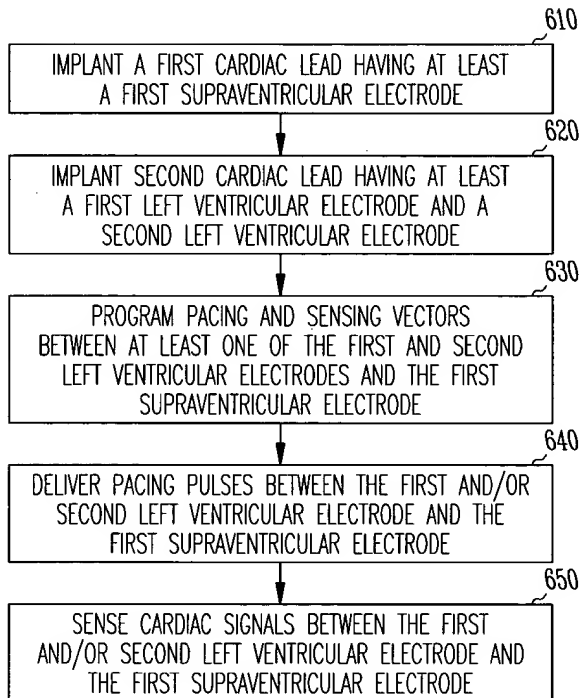 610
IMPLANT A FIRST CARDIAC LEAD HAVING AT LEAST
A FIRST SUPRAVENTRICULAR ELECTRODE
620
IMPLANT SECOND CARDIAC LEAD HAVING AT LEAST
A FIRST LEFT VENTRICULAR ELECTRODE AND A
SECOND LEFT VENTRICULAR ELECTRODE
630
PROGRAM PACING AND SENSING VECTORS
BETWEEN AT LEAST ONE OF THE FIRST AND SECOND
LEFT VENTRICULAR ELECTRODES AND THE FIRST
SUPRAVENTRICULAR ELECTRODE
640
DELIVER PACING PULSES BETWEEN THE FIRST AND/OR
SECOND LEFT VENTRICULAR ELECTRODE AND THE
FIRST SUPRAVENTRICULAR ELECTRODE
650
SENSE CARDIAC SIGNALS BETWEEN THE FIRST
AND/OR SECOND LEFT VENTRICULAR ELECTRODE AND
THE FIRST SUPRAVENTRICULAR ELECTRODE